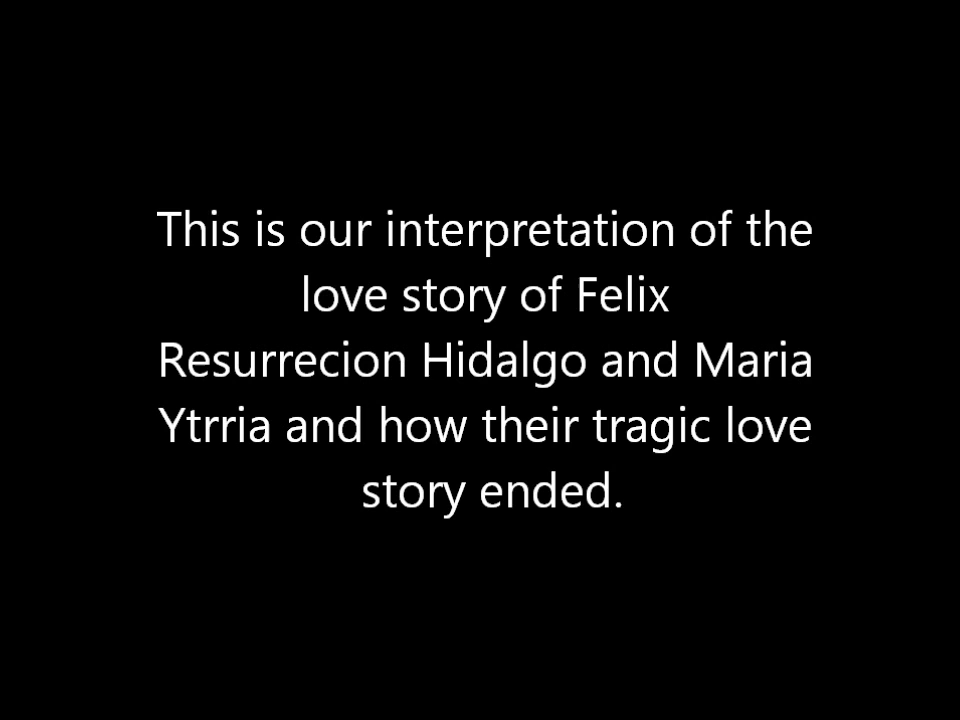 This is our interpretation of the
love story of Felix
Resurrecion Hidalgo and Maria
Ytrria and how their tragic love
story ended.